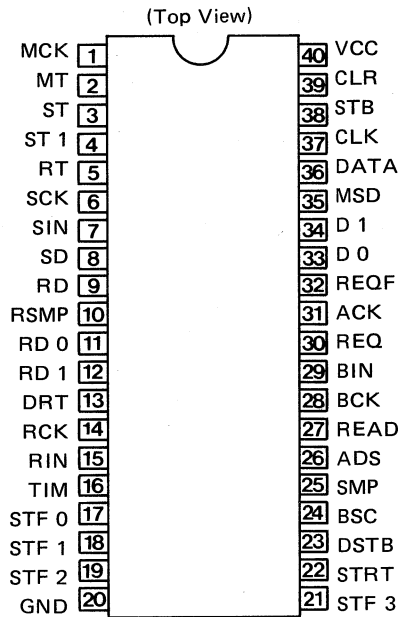 (Top View)
MCK 1
MT 2
ST 3
ST 1 4
RT 5
SCK 6
SIN 7
SD 8
RD 9
RSMP 10
RD 0 11
RD 1 12
DRT 13
RCK 14
RIN 15
TIM 16
STF 0 17
STF 1 18
STF 2 19
GND 20
40 VCC
39 CLR
38 STB
37 CLK
36 DATA
35 MSD
34 D 1
33 D 0
32 REQF
31 ACK
30 REQ
29 BIN
28 BCK
27 READ
26 ADS
25 SMP
24 BSC
23 DSTB
22 STRT
21 STF 3